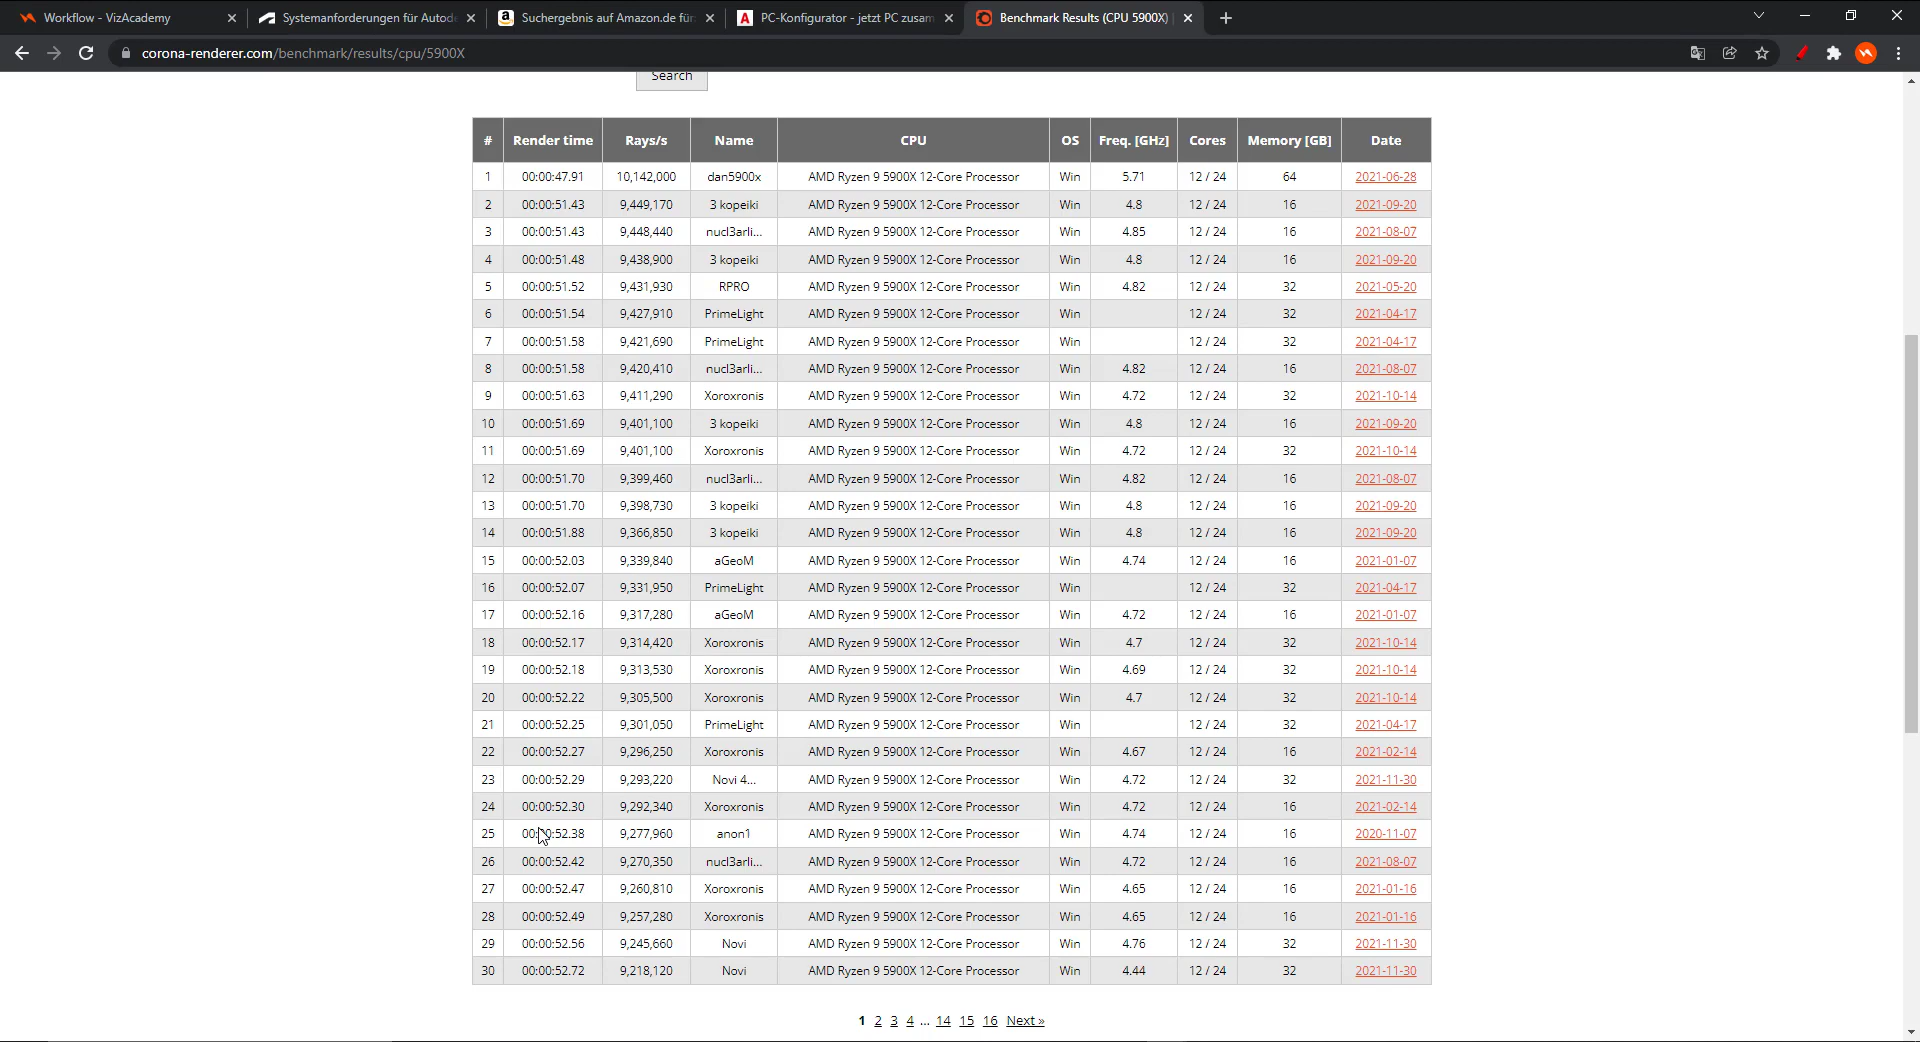 Workflow - VizAcademy
Systemanforderungen für Autode
Suchergebnis auf Amazon.de für
PC-Konfigurator - jetzt PC zusam
Benchmark Results (CPU 5900X)
corona-renderer.com/benchmark/results/cpu/5900X
Search
# Render time Rays/s Name CPU OS Freq. [GHz] Cores Memory [GB] Date
1 00:00:47.91 10,142,000 dan5900x AMD Ryzen 9 5900X 12-Core Processor Win 5.71 12 / 24 64 2021-06-28
2 00:00:51.43 9,449,170 3 kopeiki AMD Ryzen 9 5900X 12-Core Processor Win 4.8 12 / 24 16 2021-09-20
3 00:00:51.43 9,448,440 nucl3arli... AMD Ryzen 9 5900X 12-Core Processor Win 4.85 12 / 24 16 2021-08-07
4 00:00:51.48 9,438,900 3 kopeiki AMD Ryzen 9 5900X 12-Core Processor Win 4.8 12 / 24 16 2021-09-20
5 00:00:51.52 9,431,930 RPRO AMD Ryzen 9 5900X 12-Core Processor Win 4.82 12 / 24 32 2021-05-20
6 00:00:51.54 9,427,910 PrimeLight AMD Ryzen 9 5900X 12-Core Processor Win 12 / 24 32 2021-04-17
7 00:00:51.58 9,421,690 PrimeLight AMD Ryzen 9 5900X 12-Core Processor Win 12 / 24 32 2021-04-17
8 00:00:51.58 9,420,410 nucl3arli... AMD Ryzen 9 5900X 12-Core Processor Win 4.82 12 / 24 16 2021-08-07
9 00:00:51.63 9,411,290 Xoroxronis AMD Ryzen 9 5900X 12-Core Processor Win 4.72 12 / 24 32 2021-10-14
10 00:00:51.69 9,401,100 3 kopeiki AMD Ryzen 9 5900X 12-Core Processor Win 4.8 12 / 24 16 2021-09-20
11 00:00:51.69 9,401,100 Xoroxronis AMD Ryzen 9 5900X 12-Core Processor Win 4.72 12 / 24 32 2021-10-14
12 00:00:51.70 9,399,460 nucl3arli... AMD Ryzen 9 5900X 12-Core Processor Win 4.82 12 / 24 16 2021-08-07
13 00:00:51.70 9,398,730 3 kopeiki AMD Ryzen 9 5900X 12-Core Processor Win 4.8 12 / 24 16 2021-09-20
14 00:00:51.88 9,366,850 3 kopeiki AMD Ryzen 9 5900X 12-Core Processor Win 4.8 12 / 24 16 2021-09-20
15 00:00:52.03 9,339,840 aGeoM AMD Ryzen 9 5900X 12-Core Processor Win 4.74 12 / 24 16 2021-01-07
16 00:00:52.07 9,331,950 PrimeLight AMD Ryzen 9 5900X 12-Core Processor Win 12 / 24 32 2021-04-17
17 00:00:52.16 9,317,280 aGeoM AMD Ryzen 9 5900X 12-Core Processor Win 4.72 12 / 24 16 2021-01-07
18 00:00:52.17 9,314,420 Xoroxronis AMD Ryzen 9 5900X 12-Core Processor Win 4.7 12 / 24 32 2021-10-14
19 00:00:52.18 9,313,530 Xoroxronis AMD Ryzen 9 5900X 12-Core Processor Win 4.69 12 / 24 32 2021-10-14
20 00:00:52.22 9,305,500 Xoroxronis AMD Ryzen 9 5900X 12-Core Processor Win 4.7 12 / 24 32 2021-10-14
21 00:00:52.25 9,301,050 PrimeLight AMD Ryzen 9 5900X 12-Core Processor Win 12 / 24 32 2021-04-17
22 00:00:52.27 9,296,250 Xoroxronis AMD Ryzen 9 5900X 12-Core Processor Win 4.67 12 / 24 16 2021-02-14
23 00:00:52.29 9,293,220 Novi 4... AMD Ryzen 9 5900X 12-Core Processor Win 4.72 12 / 24 32 2021-11-30
24 00:00:52.30 9,292,340 Xoroxronis AMD Ryzen 9 5900X 12-Core Processor Win 4.72 12 / 24 16 2021-02-14
25 00:00:52.38 9,277,960 anon1 AMD Ryzen 9 5900X 12-Core Processor Win 4.74 12 / 24 16 2020-11-07
26 00:00:52.42 9,270,350 nucl3arli... AMD Ryzen 9 5900X 12-Core Processor Win 4.72 12 / 24 16 2021-08-07
27 00:00:52.47 9,260,810 Xoroxronis AMD Ryzen 9 5900X 12-Core Processor Win 4.65 12 / 24 16 2021-01-16
28 00:00:52.49 9,257,280 Xoroxronis AMD Ryzen 9 5900X 12-Core Processor Win 4.65 12 / 24 16 2021-01-16
29 00:00:52.56 9,245,660 Novi AMD Ryzen 9 5900X 12-Core Processor Win 4.76 12 / 24 32 2021-11-30
30 00:00:52.72 9,218,120 Novi AMD Ryzen 9 5900X 12-Core Processor Win 4.44 12 / 24 32 2021-11-30
1 2 3 4 ... 14 15 16 Next »